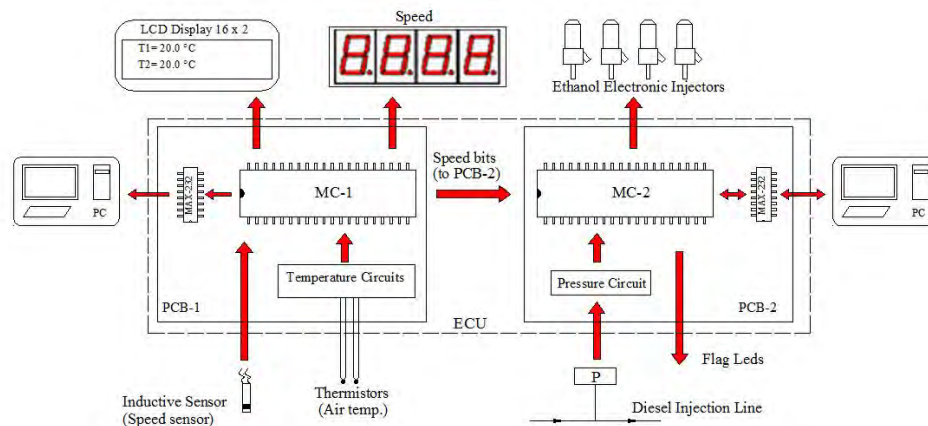 LCD Display 16 x 2
T1= 20.0 °C
T2= 20.0 °C
Speed
8.8.8.8.
Ethanol Electronic Injectors
PC
MAX-232
MC-1
Speed bits
(to PCB-2)
MC-2
MAX-232
PC
Temperature Circuits
Pressure Circuit
PCB-1
PCB-2
ECU
Flag Leds
P
Inductive Sensor
(Speed sensor)
Thermistors
(Air temp.)
Diesel Injection Line